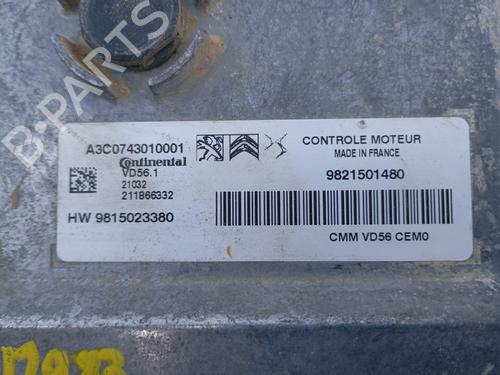 B-PARTS
A3C0743010001
Continental
VD56.1
21032
211866332
HW 9815023380
CONTROLE MOTEUR
MADE IN FRANCE
9821501480
CMM VD56 CEM0